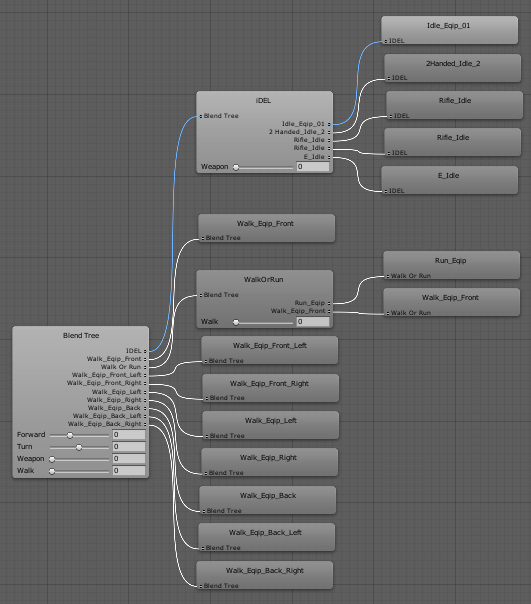 Idle_Eqip_01
IDEL
2Handed_Idle_2
IDEL
Rifle_Idle
IDEL
Rifle_Idle
IDEL
E_Idle
IDEL
IDEL
Blend Tree
Idle_Eqip_01
2 Handed_Idle_2
Rifle_Idle
Rifle_Idle
E_Idle
Weapon 0
Walk_Eqip_Front
Blend Tree
WalkOrRun
Blend Tree
Run_Eqip
Walk_Eqip_Front
Walk 0
Run_Eqip
Walk Or Run
Walk_Eqip_Front
Walk Or Run
Blend Tree
IDEL
Walk_Eqip_Front
Walk Or Run
Walk_Eqip_Front_Left
Walk_Eqip_Front_Right
Walk_Eqip_Left
Walk_Eqip_Right
Walk_Eqip_Back
Walk_Eqip_Back_Left
Walk_Eqip_Back_Right
Forward 0
Turn 0
Weapon 0
Walk 0
Walk_Eqip_Front_Left
Blend Tree
Walk_Eqip_Front_Right
Blend Tree
Walk_Eqip_Left
Blend Tree
Walk_Eqip_Right
Blend Tree
Walk_Eqip_Back
Blend Tree
Walk_Eqip_Back_Left
Blend Tree
Walk_Eqip_Back_Right
Blend Tree